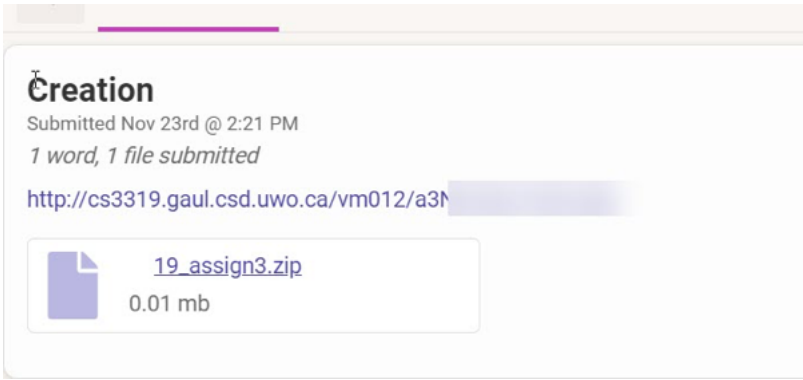 Creation
Submitted Nov 23rd @ 2:21 PM
1 word, 1 file submitted
http://cs3319.gaul.csd.uwo.ca/vm012/a3
19_assign3.zip
0.01 mb